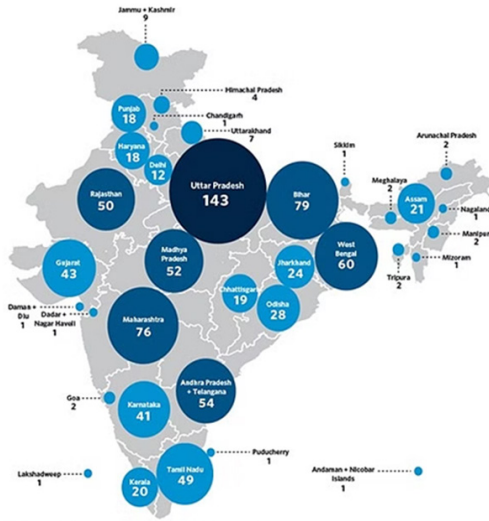 Jammu + Kashmir
9
Himachal Pradesh
4
Punjab
18
Chandigarh
1
Uttarakhand
7
Haryana
18
Delhi
12
Sikkim
1
Arunachal Pradesh
2
Rajasthan
50
Uttar Pradesh
143
Bihar
79
Meghalaya
2
Assam
21
Nagaland
1
Manipur
2
Mizoram
1
Tripura
2
West
Bengal
60
Gujarat
43
Madhya
Pradesh
52
Jharkhand
24
Chhattisgarh
19
Odisha
28
Daman +
Diu
1
Dadar +
Nagar Haveli
1
Maharashtra
76
Andhra Pradesh
+ Telangana
54
Goa
2
Karnataka
41
Puducherry
1
Lakshadweep
1
Kerala
20
Tamil Nadu
49
Andaman + Nicobar
Islands
1